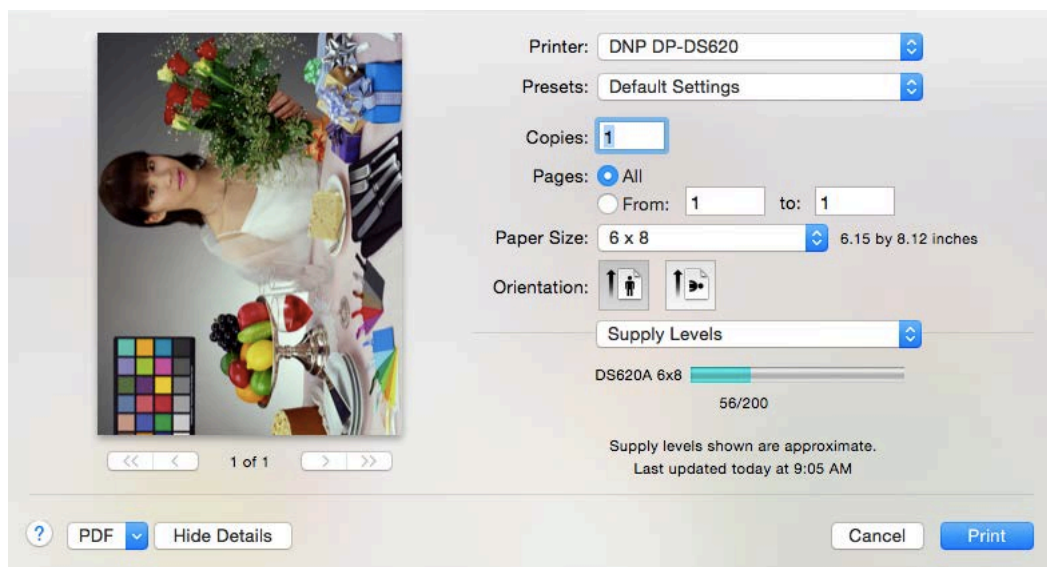 Printer: DNP DP-DS620
Presets: Default Settings
Copies: 1
Pages: All
From: 1 to: 1
Paper Size: 6 x 8 6.15 by 8.12 inches
Orientation:
Supply Levels
DS620A 6x8
56/200
Supply levels shown are approximate.
Last updated today at 9:05 AM
<< < 1 of 1 > >>
? PDF Hide Details Cancel Print